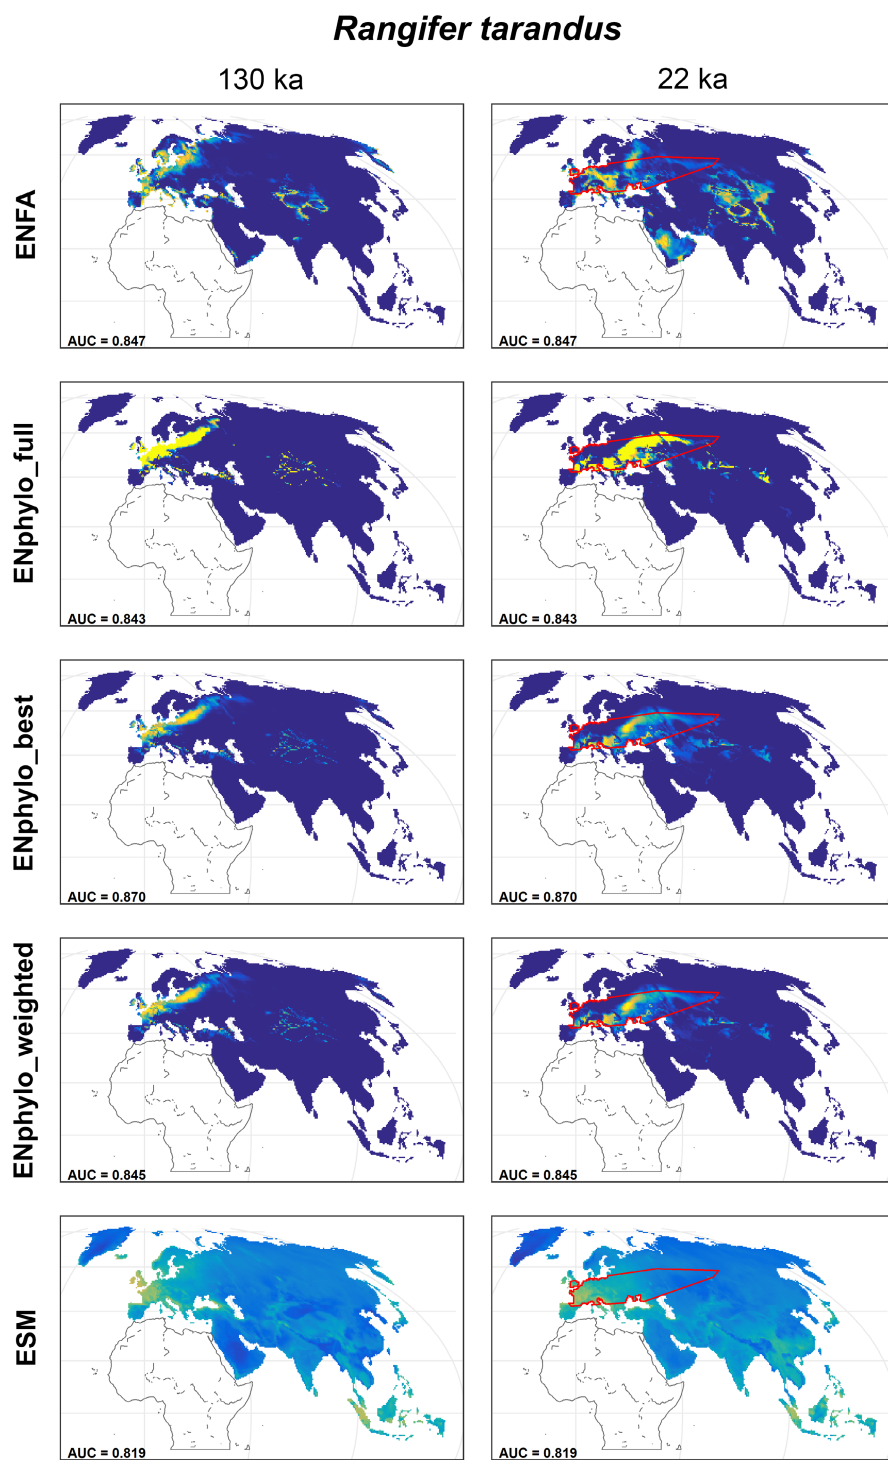 Rangifer tarandus
130 ka
22 ka
ENFA
AUC = 0.847
AUC = 0.847
ENphylo_full
AUC = 0.843
AUC = 0.843
ENphylo_best
AUC = 0.870
AUC = 0.870
ENphylo_weighted
AUC = 0.845
AUC = 0.845
ESM
AUC = 0.819
AUC = 0.819